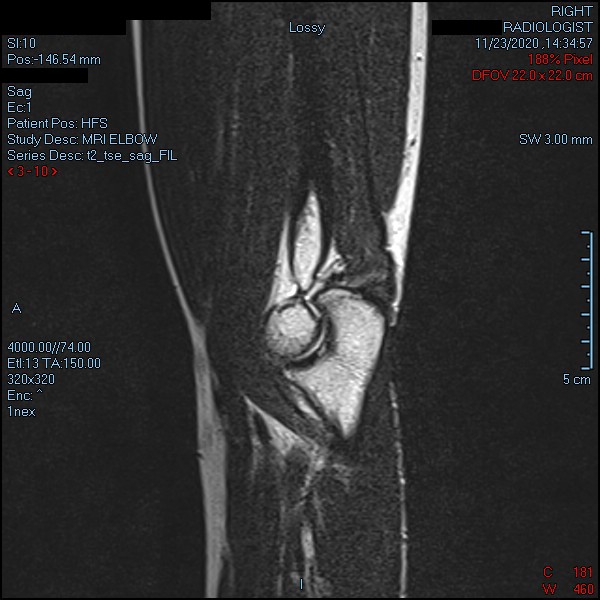 Lossy
SI:10
Pos:-146.54 mm
Sag
Ec:1
Patient Pos: HFS
Study Desc: MRI ELBOW
Series Desc: t2_tse_sag_FIL
< 3 - 10 >
RIGHT
RADIOLOGIST
11/23/2020 ,14:34:57
188% Pixel
DFOV 22.0 x 22.0 cm
SW 3.00 mm
A
4000.00//74.00
Etl:13 TA:150.00
320x320
Enc: ^
1nex
5 cm
I
C 181
W 460